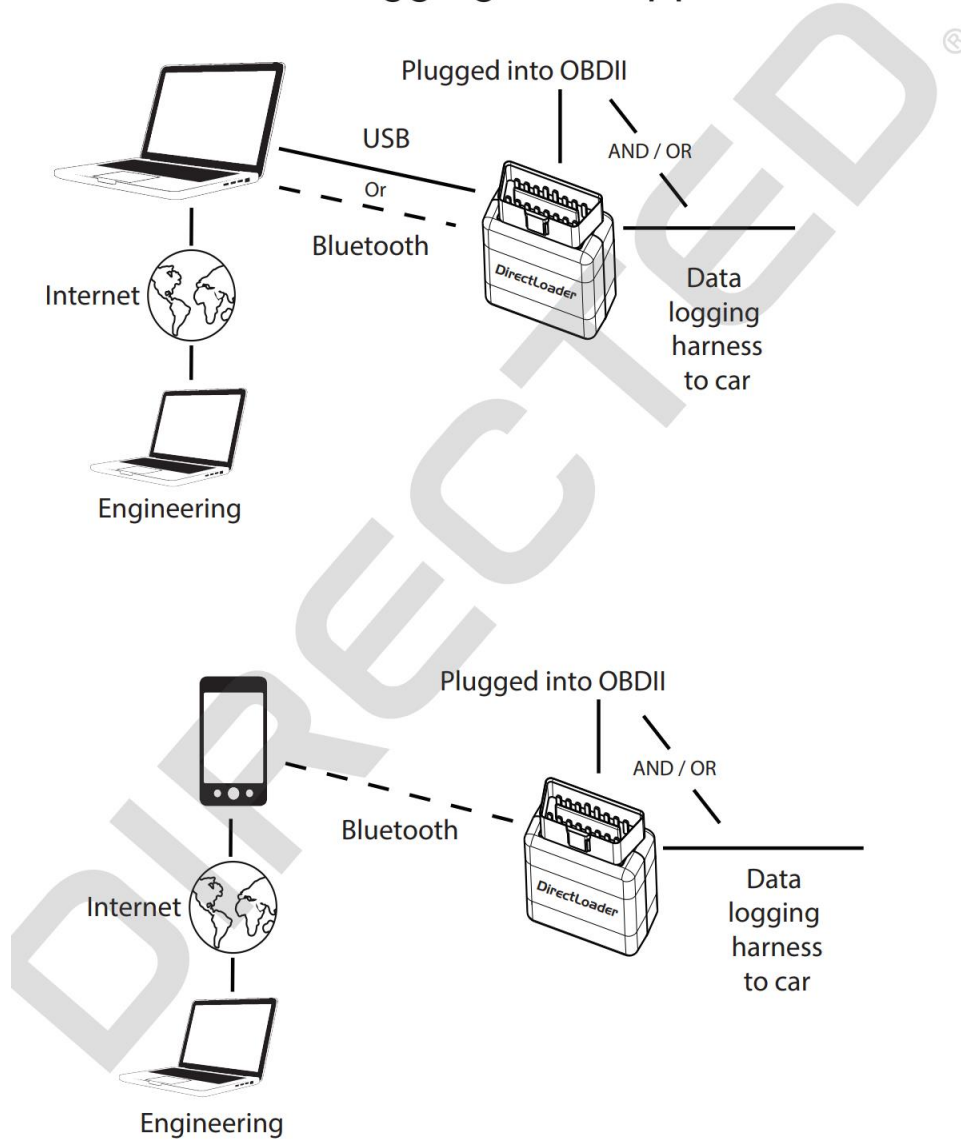 Plugged into OBDII
USB
AND / OR
Or
Bluetooth
DirectLoader
Internet
Data
logging
harness
to car
Engineering
Plugged into OBDII
AND / OR
Bluetooth
DirectLoader
Internet
Data
logging
harness
to car
Engineering
DIRECTED®